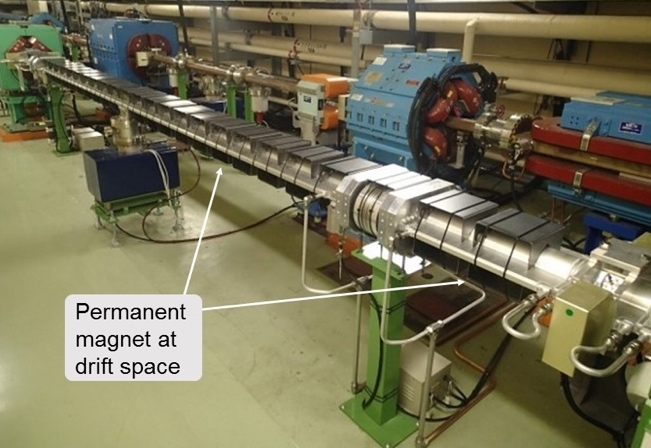 Permanent
magnet at
drift space